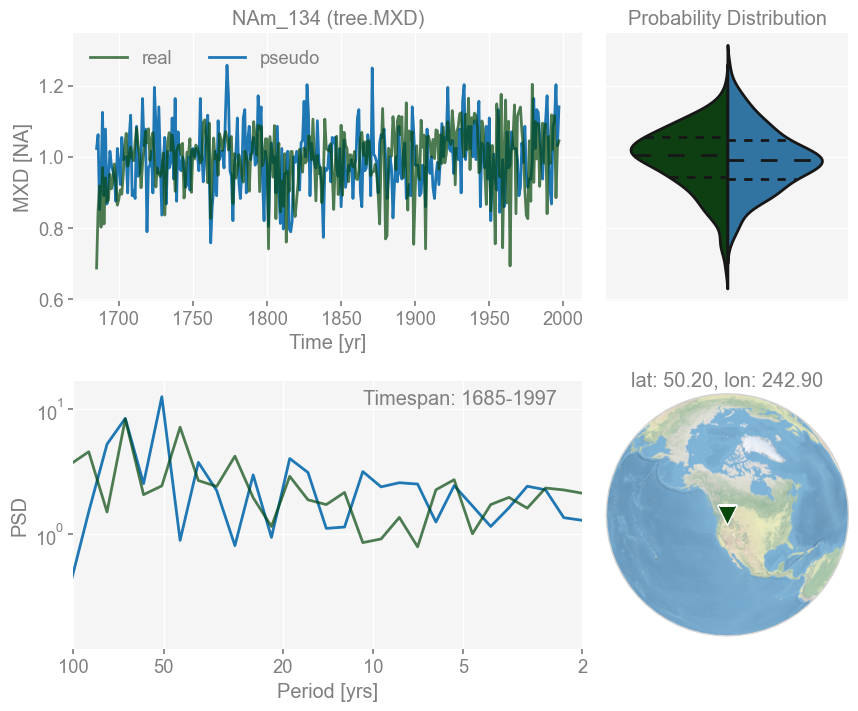 NAm_134 (tree.MXD)
Probability Distribution
real
pseudo
1.2
1.0
0.8
0.6
MXD [NA]
1700 1750 1800 1850 1900 1950 2000
Time [yr]
lat: 50.20, lon: 242.90
Timespan: 1685-1997
10^1
10^0
PSD
100 50 20 10 5 2
Period [yrs]